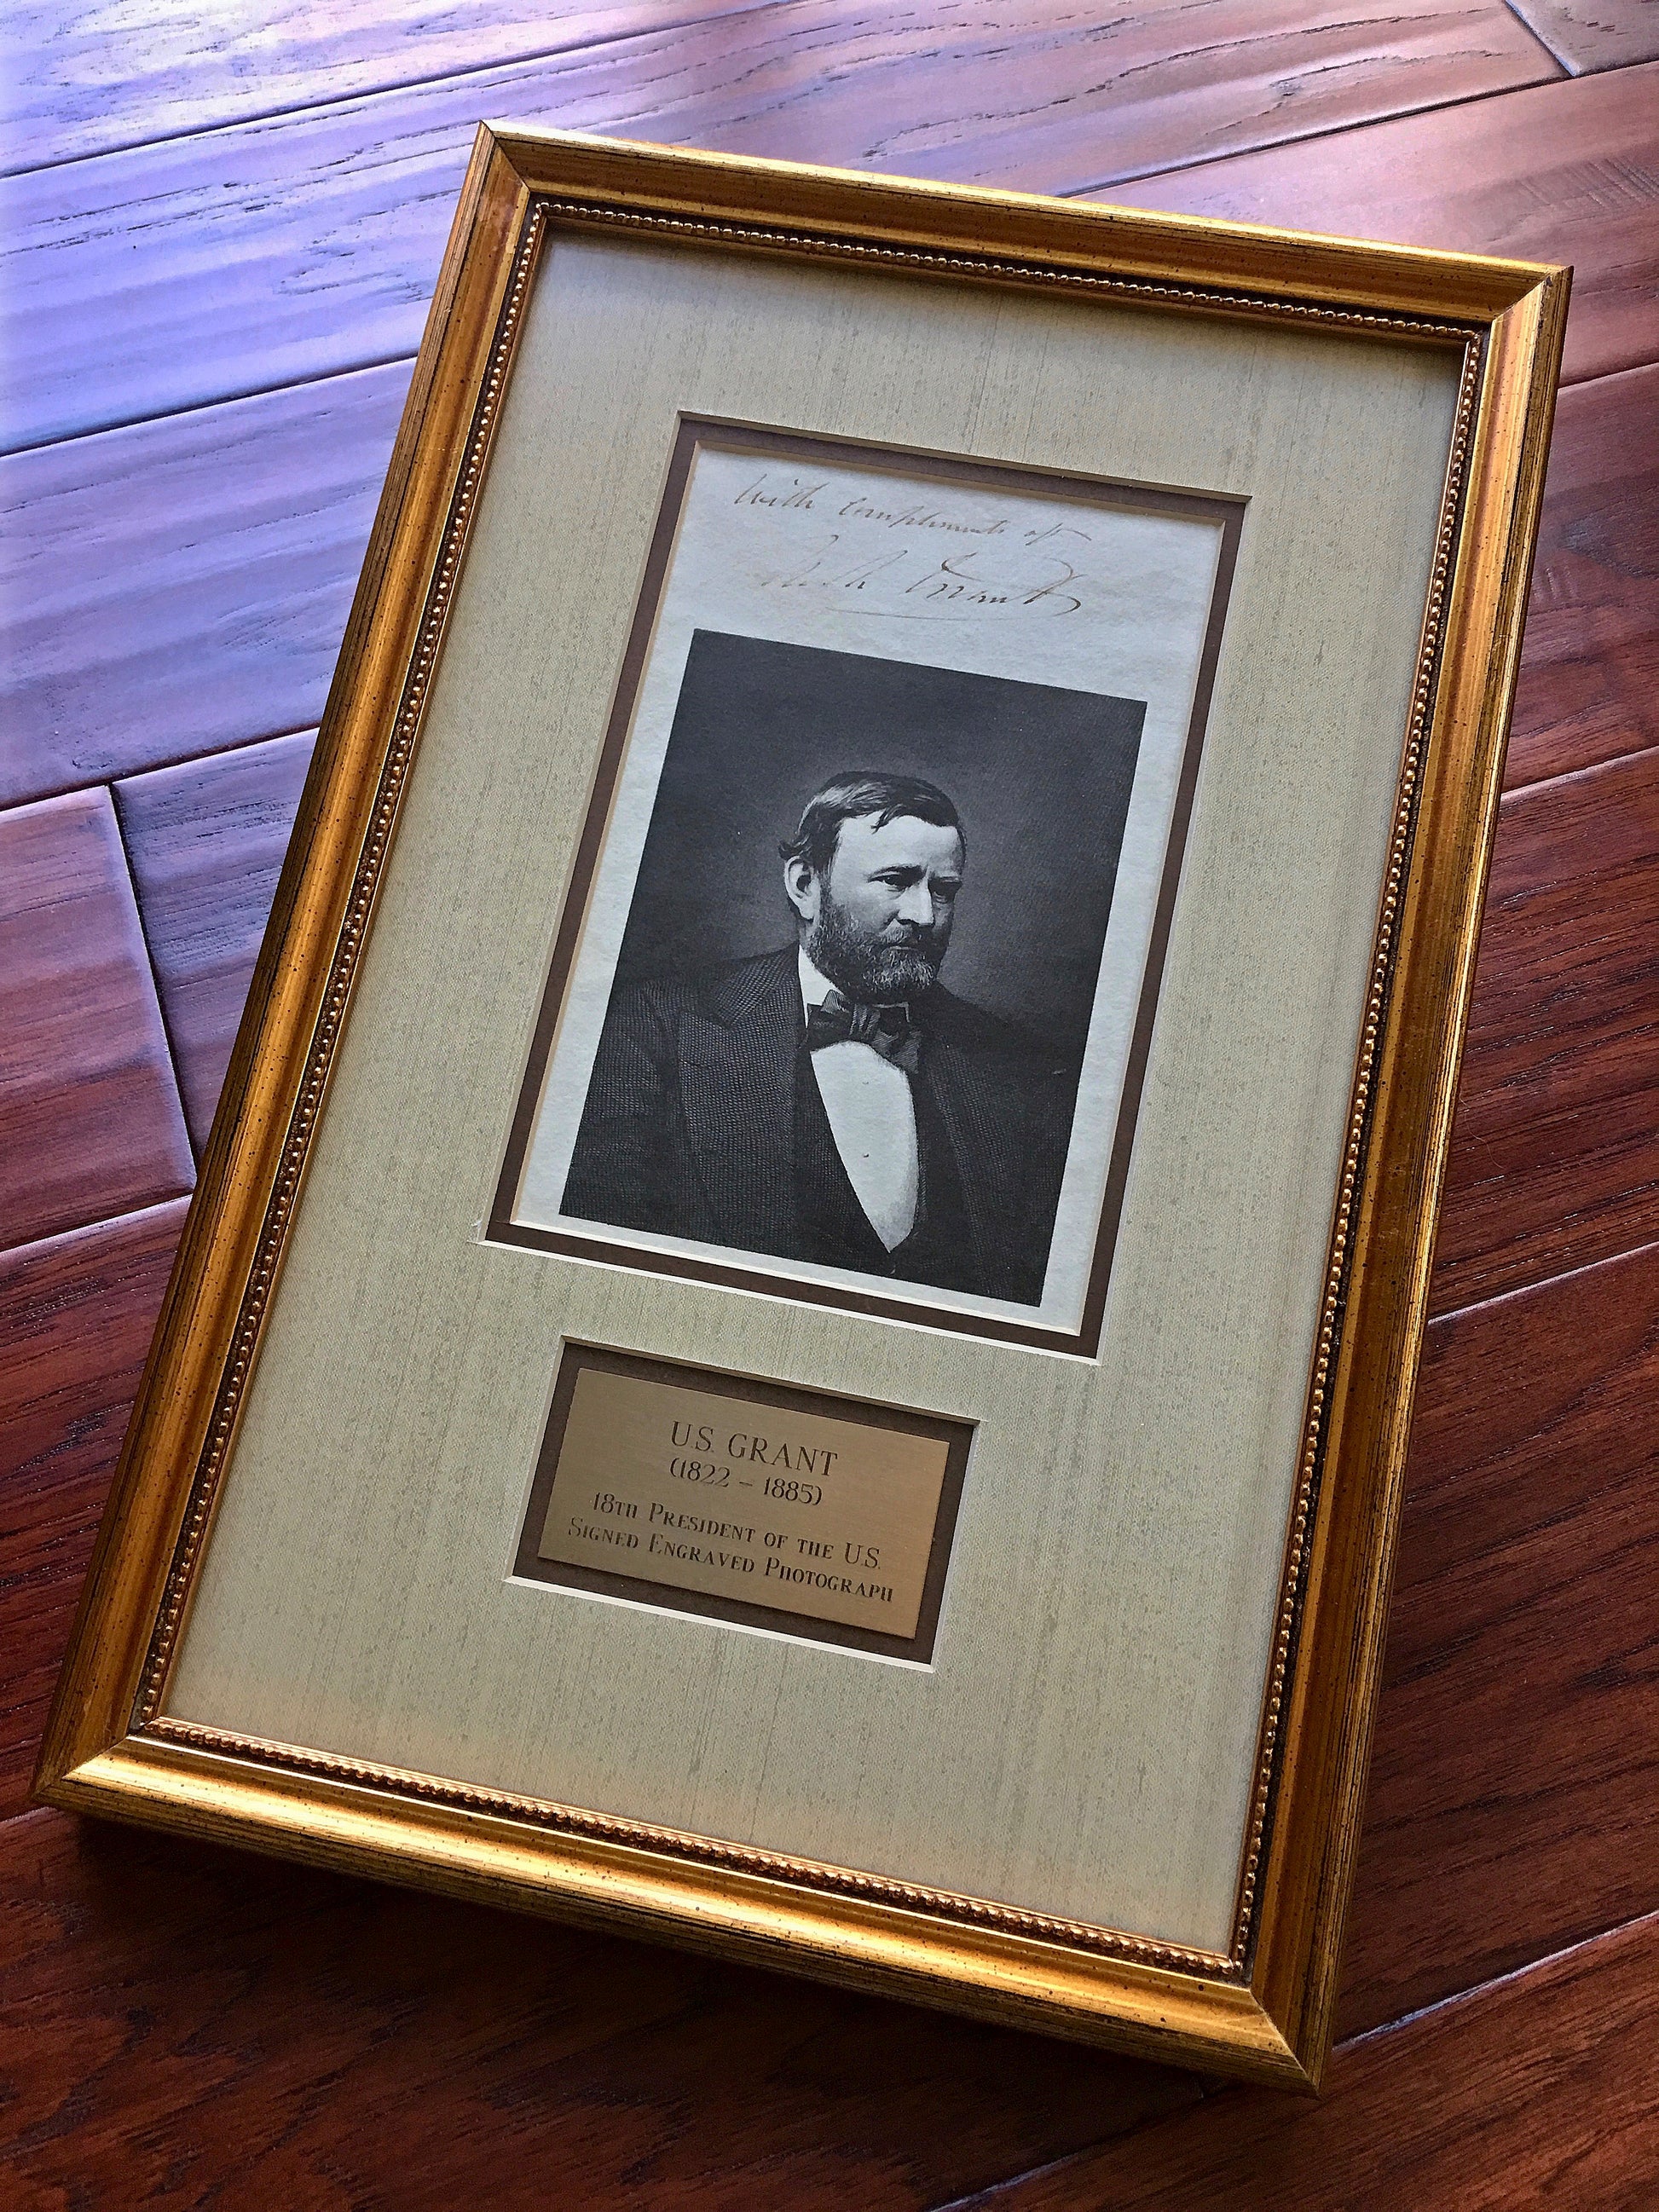 With compliments of
U.S. Grant
U.S. GRANT
(1822 – 1885)
18TH PRESIDENT OF THE U.S.
SIGNED ENGRAVED PHOTOGRAPH